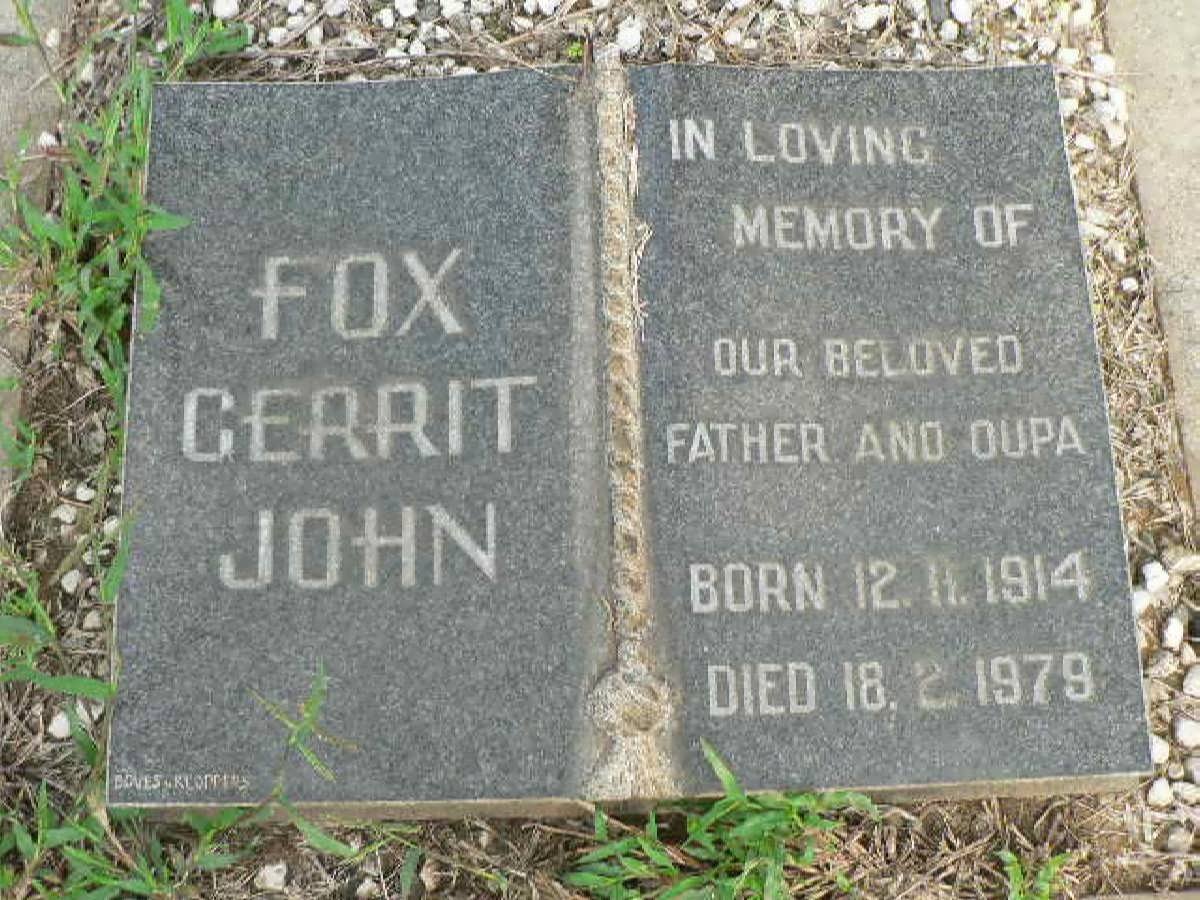 FOX
GERRIT
JOHN
IN LOVING
MEMORY OF
OUR BELOVED
FATHER AND OUPA
BORN 12.11.1914
DIED 18.2.1979